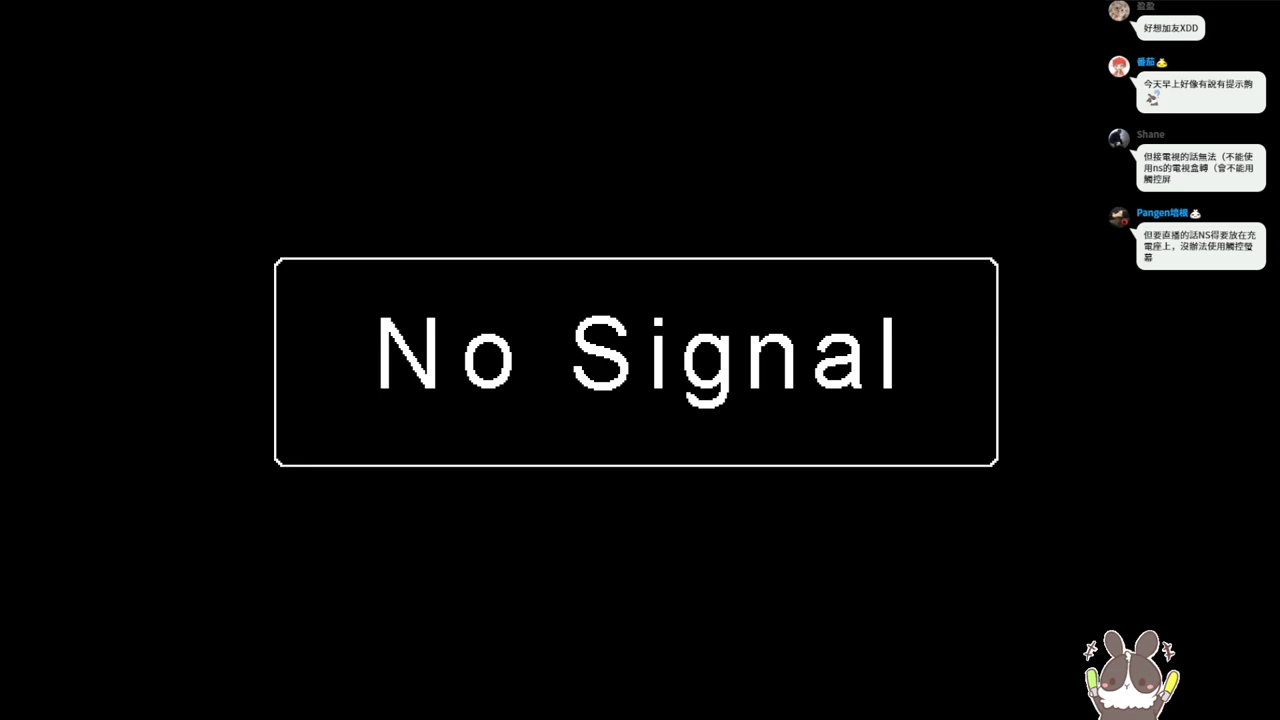 盈盈
好想加友XDD
番茄
今天早上好像有說有提示齁
Shane
但接電視的話無法（不能使
用ns的電視盒轉（會不能用
觸控屏
Pangen培根
但要直播的話NS得要放在充
電座上，沒辦法使用觸控螢
幕
No Signal